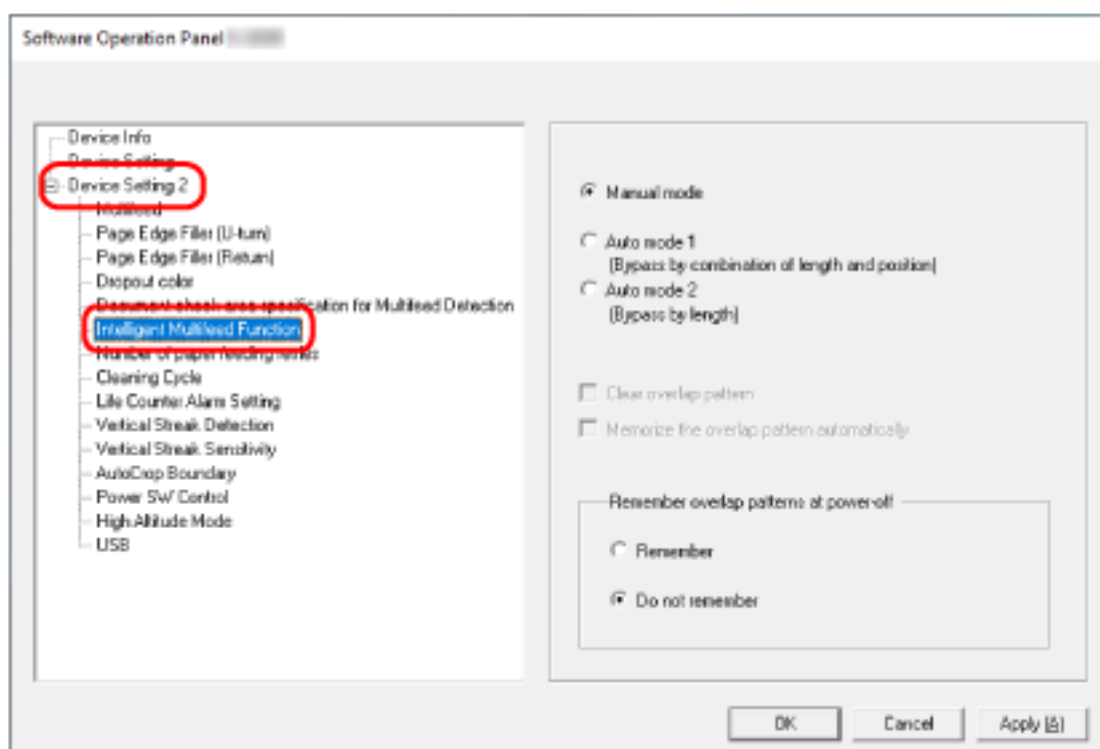 Software Operation Panel
Device Info
Device Setting
Device Setting 2
Multifeed
Page Edge Filler (U-turn)
Page Edge Filler (Return)
Dropout color
Document check area specification for Multifeed Detection
Intelligent Multifeed Function
Number of paper feeding retries
Cleaning Cycle
Life Counter Alarm Setting
Vertical Streak Detection
Vertical Streak Sensitivity
AutoCrop Boundary
Power SW Control
High Altitude Mode
USB
Manual mode
Auto mode 1
(Bypass by combination of length and position)
Auto mode 2
(Bypass by length)
Clear overlap pattern
Memorize the overlap pattern automatically
Remember overlap patterns at power-off
Remember
Do not remember
OK Cancel Apply (A)